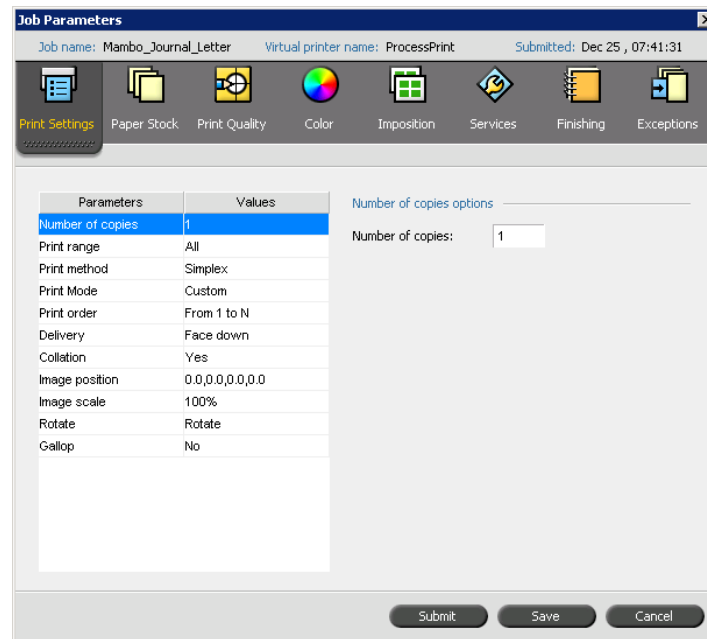 Job Parameters
Job name: Mambo_Journal_Letter Virtual printer name: ProcessPrint Submitted: Dec 25 , 07:41:31
Print Settings Paper Stock Print Quality Color Imposition Services Finishing Exceptions
Parameters Values
Number of copies 1
Print range All
Print method Simplex
Print Mode Custom
Print order From 1 to N
Delivery Face down
Collation Yes
Image position 0.0,0.0,0.0,0.0
Image scale 100%
Rotate Rotate
Gallop No
Number of copies options
Number of copies: 1
Submit Save Cancel